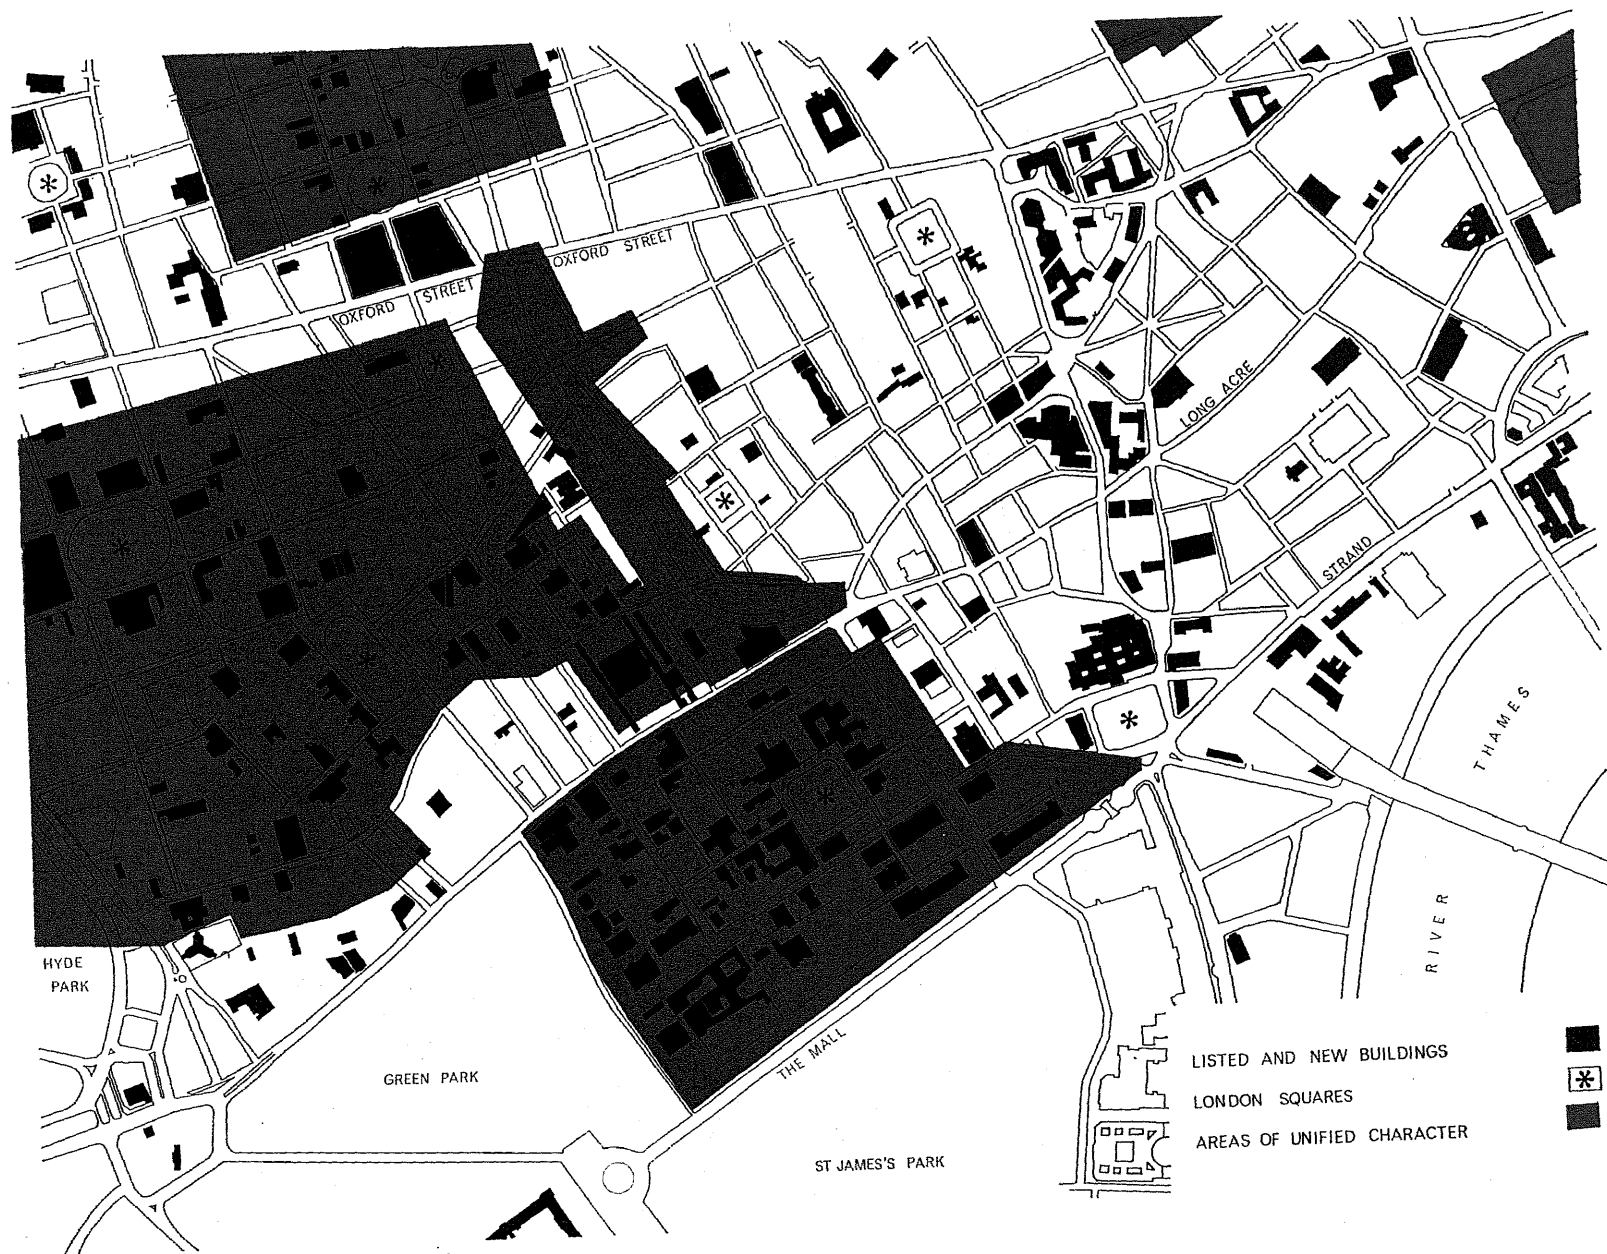 OXFORD STREET
OXFORD STREET
LONG ACRE
STRAND
THAMES
RIVER
HYDE
PARK
GREEN PARK
THE MALL
ST JAMES'S PARK
LISTED AND NEW BUILDINGS
LONDON SQUARES
AREAS OF UNIFIED CHARACTER